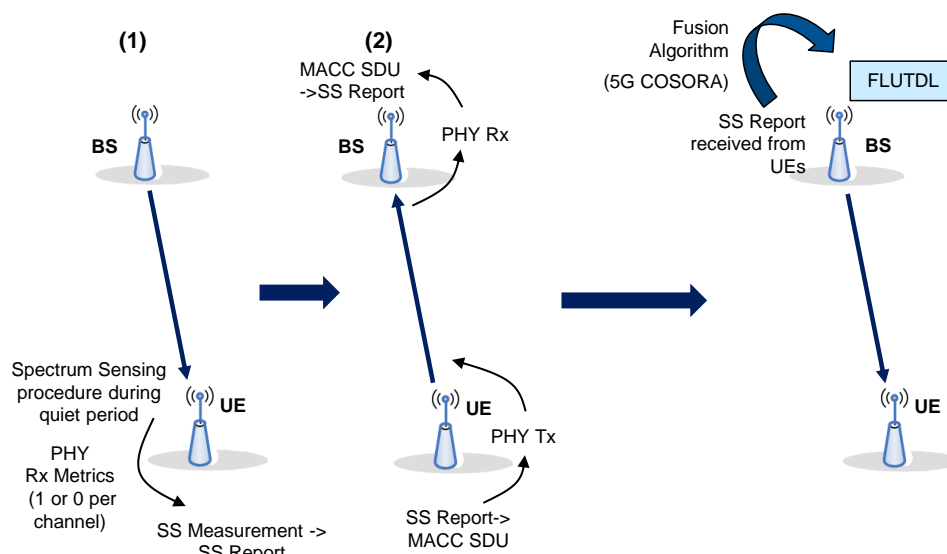 (1)
BS
Spectrum Sensing
procedure during
quiet period
UE
PHY
Rx Metrics
(1 or 0 per
channel)
SS Measurement ->
SS Report
(2)
MACC SDU
->SS Report
BS
PHY Rx
UE
PHY Tx
SS Report->
MACC SDU
Fusion
Algorithm
(5G COSORA)
FLUTDL
SS Report
received from
UEs
BS
UE